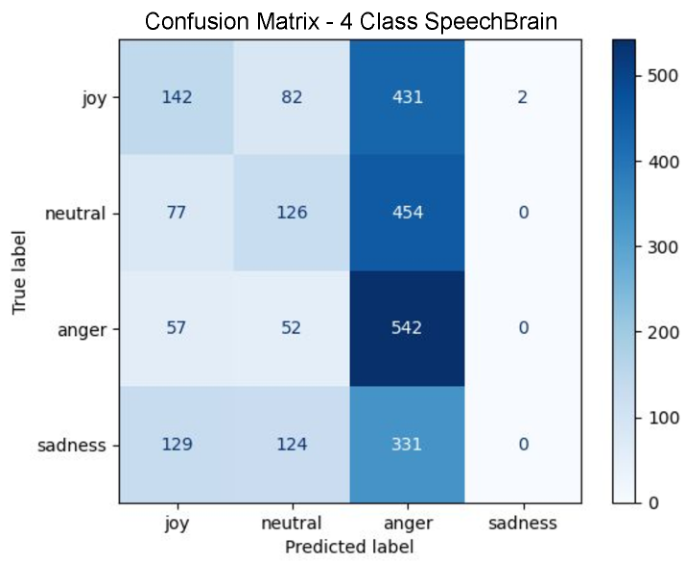 Confusion Matrix - 4 Class SpeechBrain
joy 142 82 431 2
neutral 77 126 454 0
anger 57 52 542 0
sadness 129 124 331 0
joy neutral anger sadness
Predicted label
True label
500
400
300
200
100
0